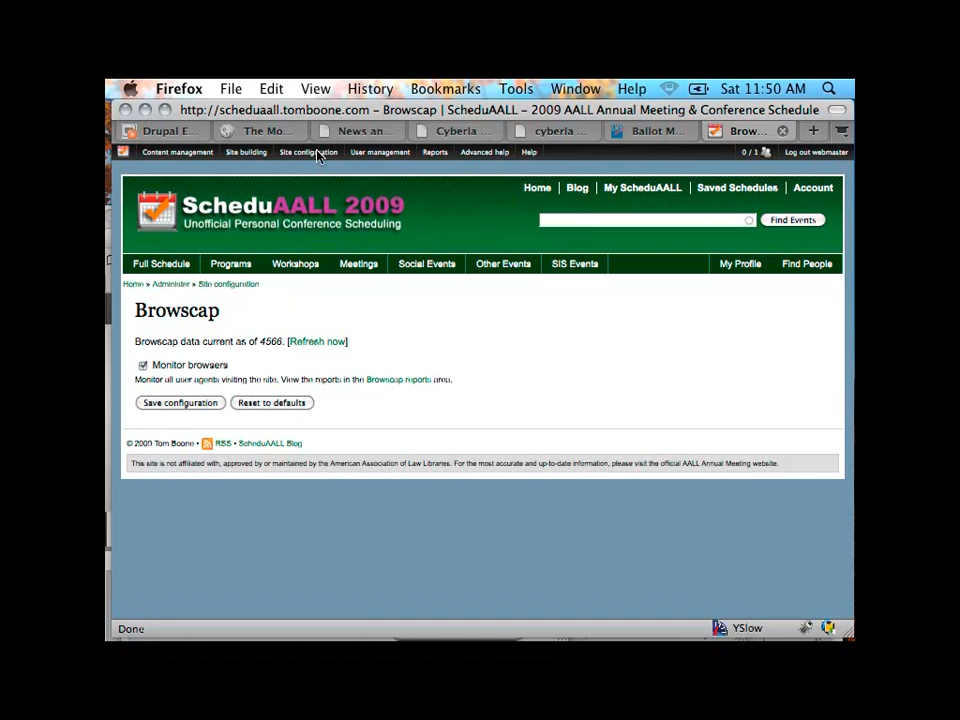 Firefox File Edit View History Bookmarks Tools Window Help Sat 11:50 AM
http://scheduaall.tomboone.com – Browscap | ScheduAALL – 2009 AALL Annual Meeting & Conference Schedule
Drupal E... The Mo... News an... Cyberla ... cyberla ... Ballot M... Brow...
Content management Site building Site configuration User management Reports Advanced help Help 0 / 1 Log out webmaster
Home Blog My ScheduAALL Saved Schedules Account
ScheduAALL 2009
Unofficial Personal Conference Scheduling
Find Events
Full Schedule Programs Workshops Meetings Social Events Other Events SIS Events My Profile Find People
Home » Administer » Site configuration
Browscap
Browscap data current as of 4566. [Refresh now]
Monitor browsers
Monitor all user agents visiting the site. View the reports in the Browscap reports area.
Save configuration Reset to defaults
© 2009 Tom Boone • RSS • ScheduAALL Blog
This site is not affiliated with, approved by or maintained by the American Association of Law Libraries. For the most accurate and up-to-date information, please visit the official AALL Annual Meeting website.
Done YSlow